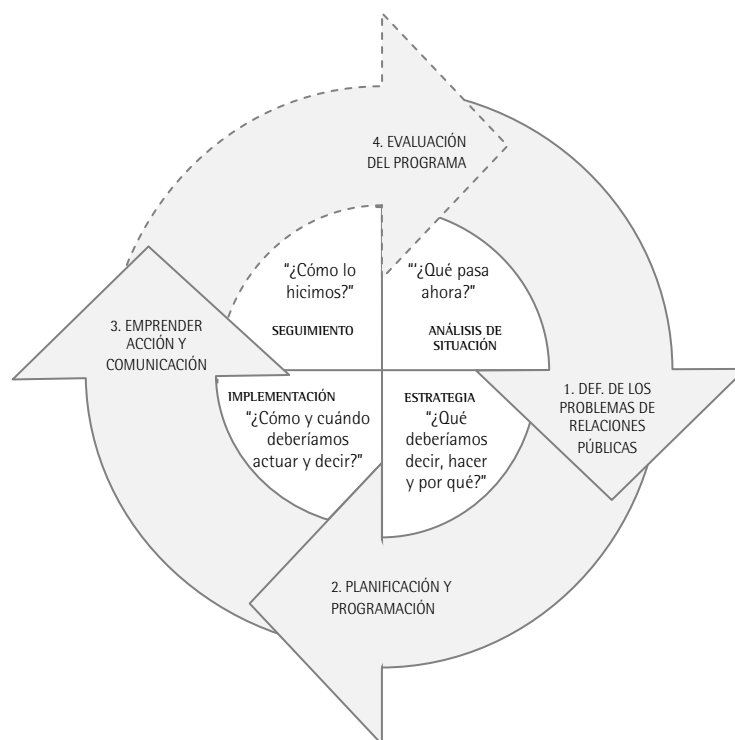 4. EVALUACIÓN
DEL PROGRAMA
“¿Cómo lo
hicimos?”
SEGUIMIENTO
“‘¿Qué pasa
ahora?”
ANÁLISIS DE
SITUACIÓN
3. EMPRENDER
ACCIÓN Y
COMUNICACIÓN
1. DEF. DE LOS
PROBLEMAS DE
RELACIONES
PÚBLICAS
IMPLEMENTACIÓN
“¿Cómo y cuándo
deberíamos
actuar y decir?”
ESTRATEGIA
“¿Qué
deberíamos
decir, hacer
y por qué?”
2. PLANIFICACIÓN Y
PROGRAMACIÓN